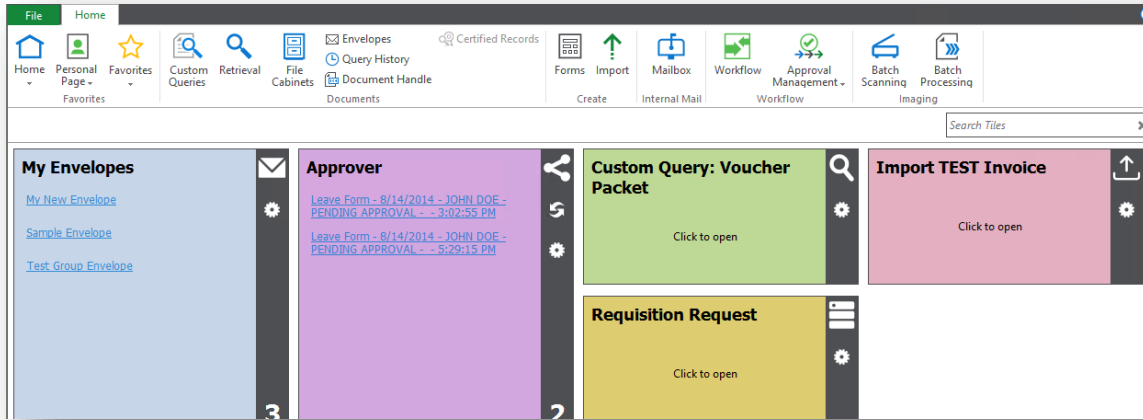 File
Home
Home
Personal
Page
Favorites
Favorites
Custom
Queries
Retrieval
File
Cabinets
Envelopes
Query History
Document Handle
Certified Records
Documents
Forms
Import
Create
Mailbox
Internal Mail
Workflow
Approval
Management
Workflow
Batch
Scanning
Batch
Processing
Imaging
Search Tiles
My Envelopes
My New Envelope
Sample Envelope
Test Group Envelope
3
Approver
Leave Form - 8/14/2014 - JOHN DOE -
PENDING APPROVAL - - 3:02:55 PM
Leave Form - 8/14/2014 - JOHN DOE -
PENDING APPROVAL - - 5:29:15 PM
2
Custom Query: Voucher
Packet
Click to open
Requisition Request
Click to open
Import TEST Invoice
Click to open